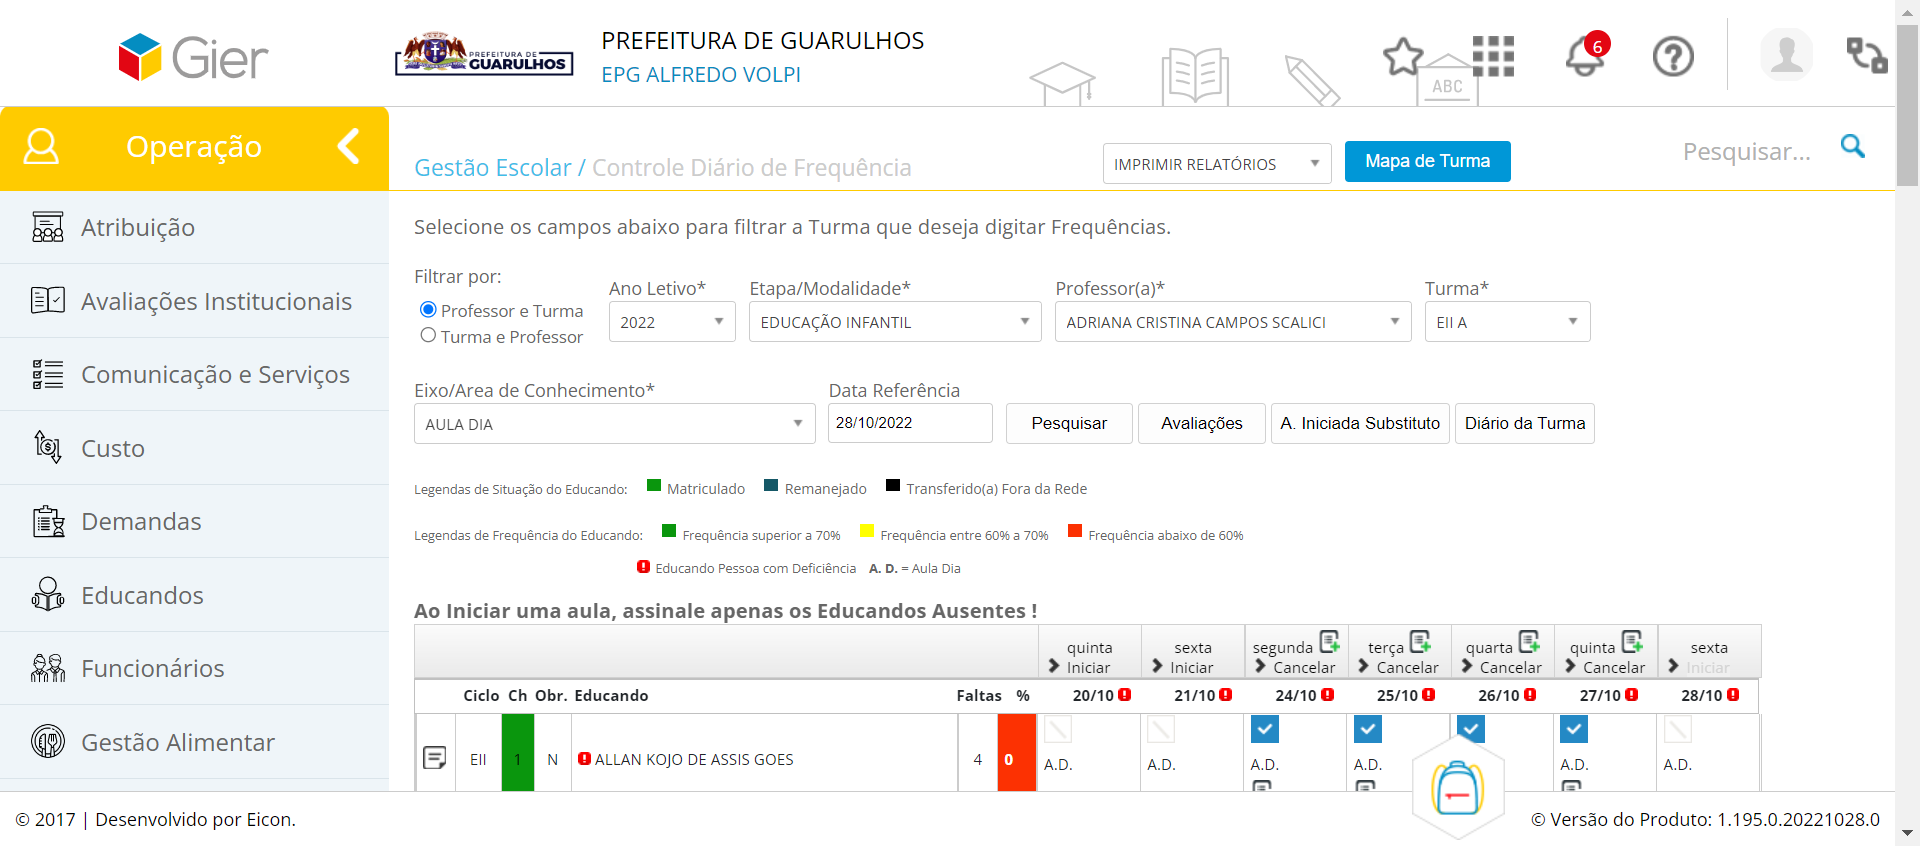 Gier
PREFEITURA DE
GUARULHOS
PREFEITURA DE GUARULHOS
EPG ALFREDO VOLPI
ABC
6
Operação
Gestão Escolar / Controle Diário de Frequência
IMPRIMIR RELATÓRIOS
Mapa de Turma
Pesquisar...
Atribuição
Avaliações Institucionais
Comunicação e Serviços
Custo
Demandas
Educandos
Funcionários
Gestão Alimentar
Selecione os campos abaixo para filtrar a Turma que deseja digitar Frequências.
Filtrar por:
Professor e Turma
Turma e Professor
Ano Letivo* Etapa/Modalidade* Professor(a)* Turma*
2022 EDUCAÇÃO INFANTIL ADRIANA CRISTINA CAMPOS SCALICI EII A
Eixo/Area de Conhecimento* Data Referência
AULA DIA 28/10/2022 Pesquisar Avaliações A. Iniciada Substituto Diário da Turma
Legendas de Situação do Educando: Matriculado Remanejado Transferido(a) Fora da Rede
Legendas de Frequência do Educando: Frequência superior a 70% Frequência entre 60% a 70% Frequência abaixo de 60%
Educando Pessoa com Deficiência A. D. = Aula Dia
Ao Iniciar uma aula, assinale apenas os Educandos Ausentes !
quinta sexta segunda terça quarta quinta sexta
Iniciar Iniciar Cancelar Cancelar Cancelar Cancelar Iniciar
Ciclo Ch Obr. Educando Faltas % 20/10 21/10 24/10 25/10 26/10 27/10 28/10
EII 1 N ALLAN KOJO DE ASSIS GOES 4 0 A.D. A.D. A.D. A.D. A.D. A.D.
© 2017 | Desenvolvido por Eicon.
© Versão do Produto: 1.195.0.20221028.0